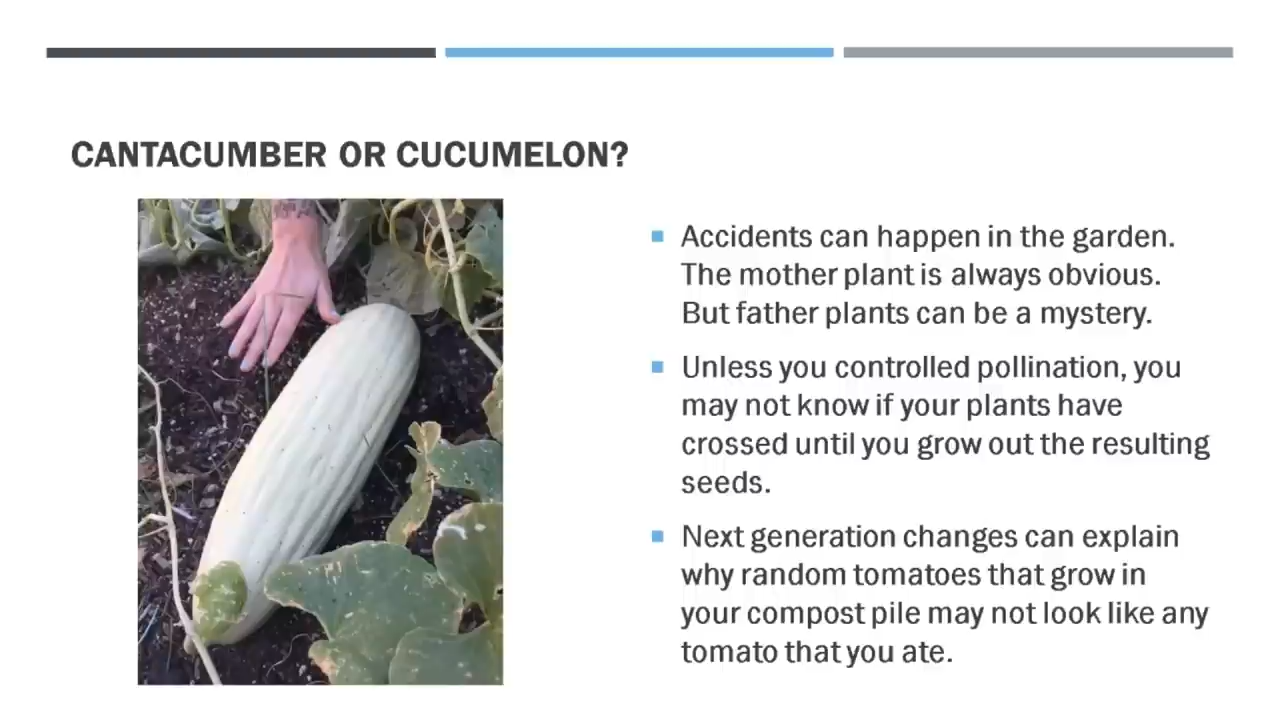 CANTACUMBER OR CUCUMELON?
Accidents can happen in the garden.
The mother plant is always obvious.
But father plants can be a mystery.
Unless you controlled pollination, you
may not know if your plants have
crossed until you grow out the resulting
seeds.
Next generation changes can explain
why random tomatoes that grow in
your compost pile may not look like any
tomato that you ate.